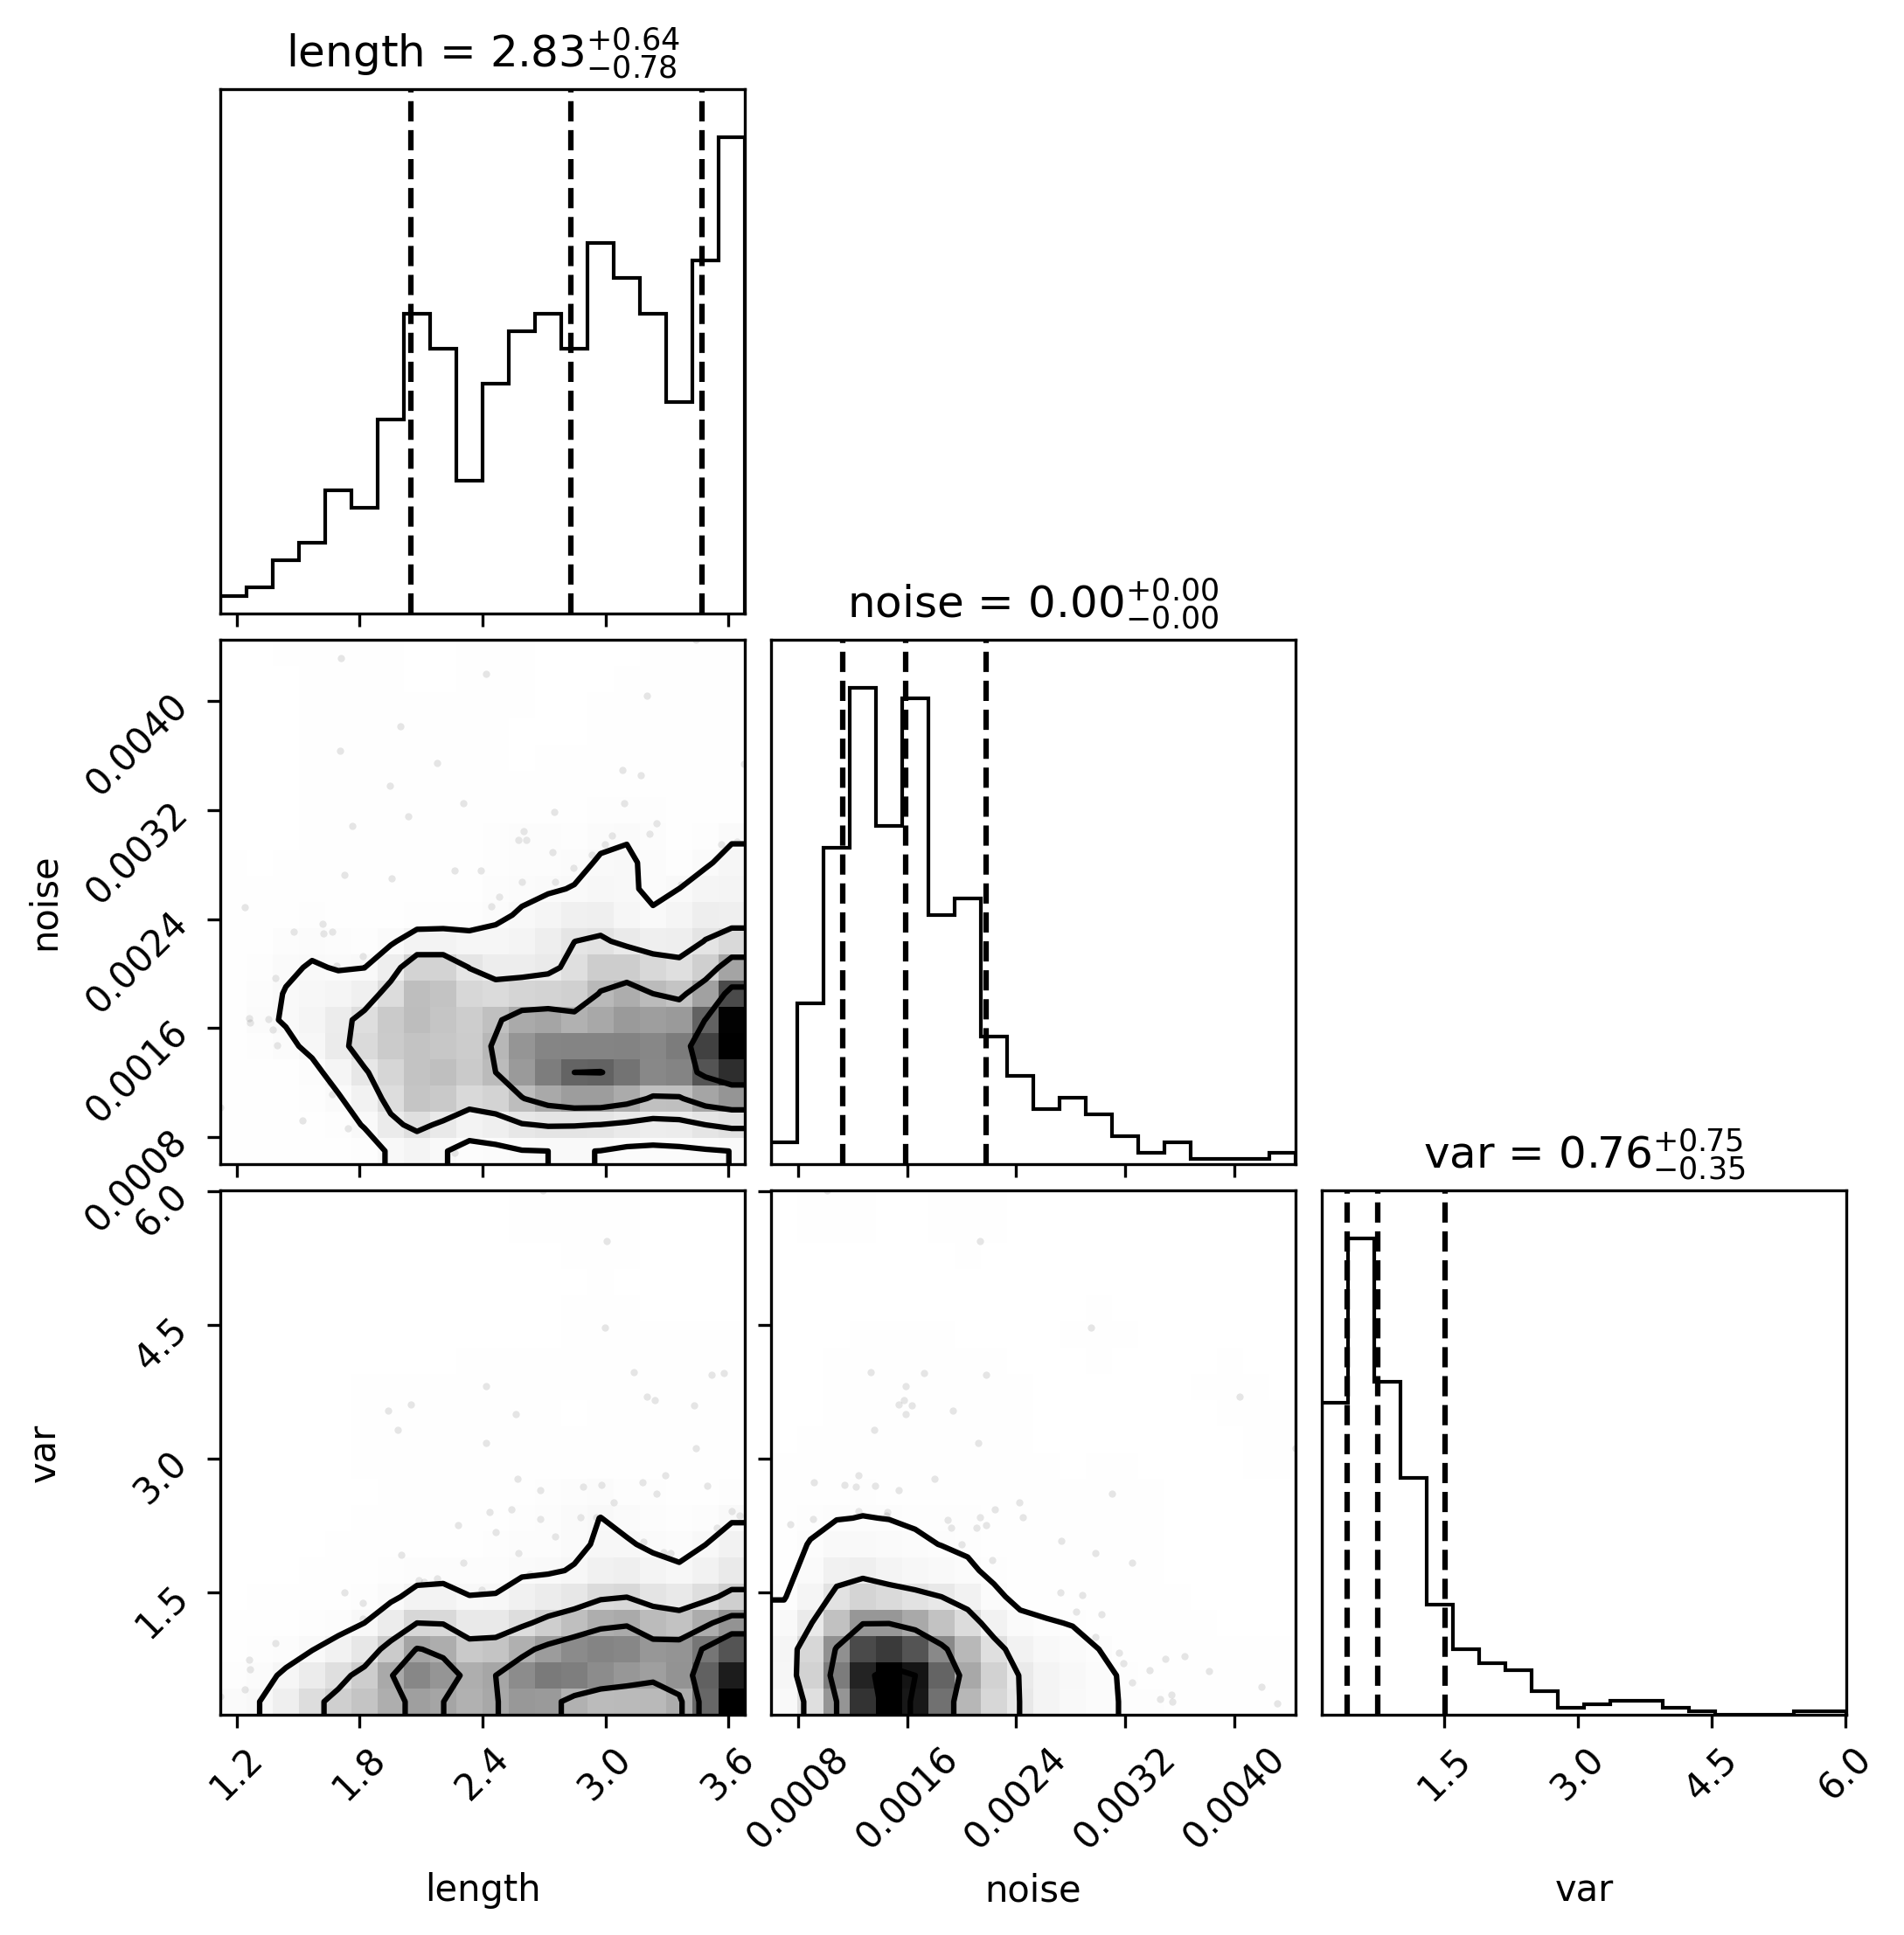 length = 2.83 +0.64 −0.78
noise = 0.00 +0.00 −0.00
0.0040
0.0032
0.0024
0.0016
0.0008
noise
var = 0.76 +0.75 −0.35
6.0
4.5
3.0
1.5
var
1.2 1.8 2.4 3.0 3.6 0.0008 0.0016 0.0024 0.0032 0.0040 1.5 3.0 4.5 6.0
length noise var